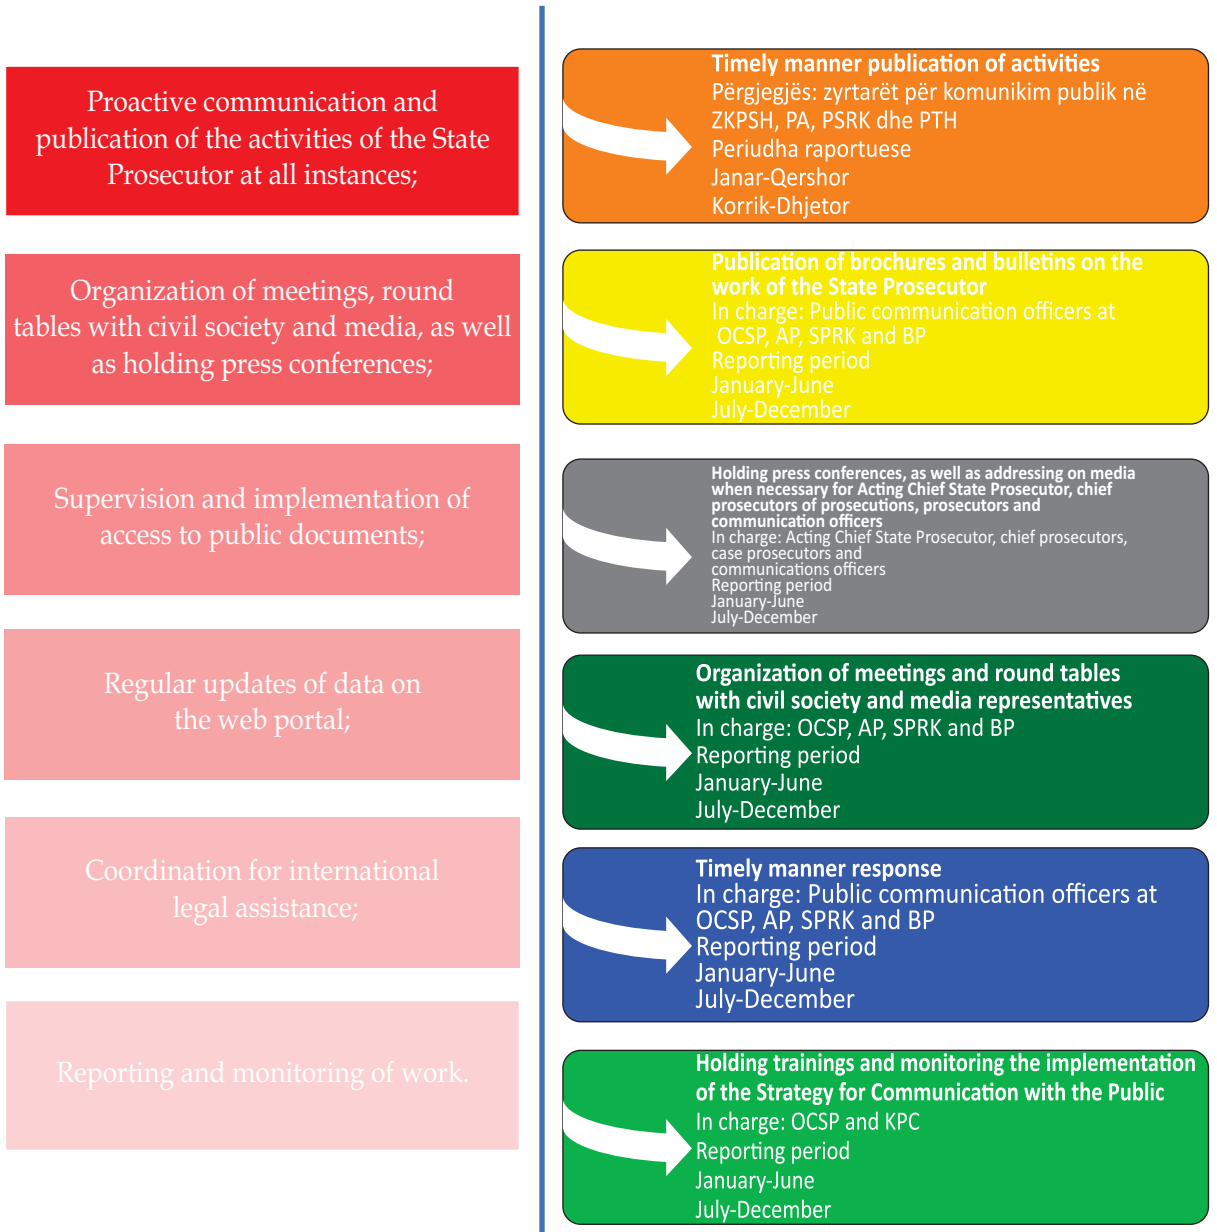 Proactive communication and
publication of the activities of the State
Prosecutor at all instances;
Organization of meetings, round
tables with civil society and media, as well
as holding press conferences;
Supervision and implementation of
access to public documents;
Regular updates of data on
the web portal;
Coordination for international
legal assistance;
Reporting and monitoring of work.
Timely manner publication of activities
Përgjegjës: zyrtarët për komunikim publik në
ZKPSH, PA, PSRK dhe PTH
Periudha raportuese
Janar-Qershor
Korrik-Dhjetor
Publication of brochures and bulletins on the
work of the State Prosecutor
In charge: Public communication officers at
OCSP, AP, SPRK and BP
Reporting period
January-June
July-December
Holding press conferences, as well as addressing on media
when necessary for Acting Chief State Prosecutor, chief
prosecutors of prosecutions, prosecutors and
communication officers
In charge: Acting Chief State Prosecutor, chief prosecutors,
case prosecutors and
communications officers
Reporting period
January-June
July-December
Organization of meetings and round tables
with civil society and media representatives
In charge: OCSP, AP, SPRK and BP
Reporting period
January-June
July-December
Timely manner response
In charge: Public communication officers at
OCSP, AP, SPRK and BP
Reporting period
January-June
July-December
Holding trainings and monitoring the implementation
of the Strategy for Communication with the Public
In charge: OCSP and KPC
Reporting period
January-June
July-December